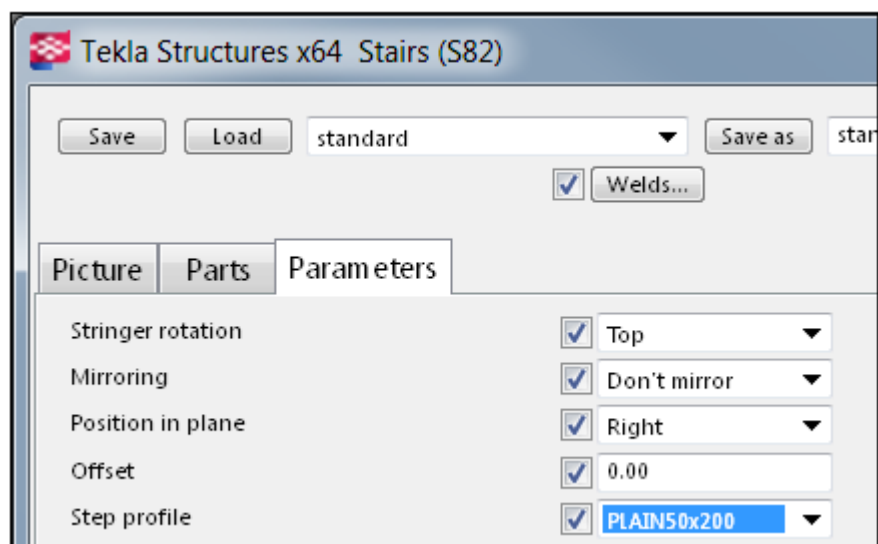 Tekla Structures x64 Stairs (S82)
Save Load standard Save as stan
Welds...
Picture Parts Parameters
Stringer rotation Top
Mirroring Don't mirror
Position in plane Right
Offset 0.00
Step profile PLAIN50x200